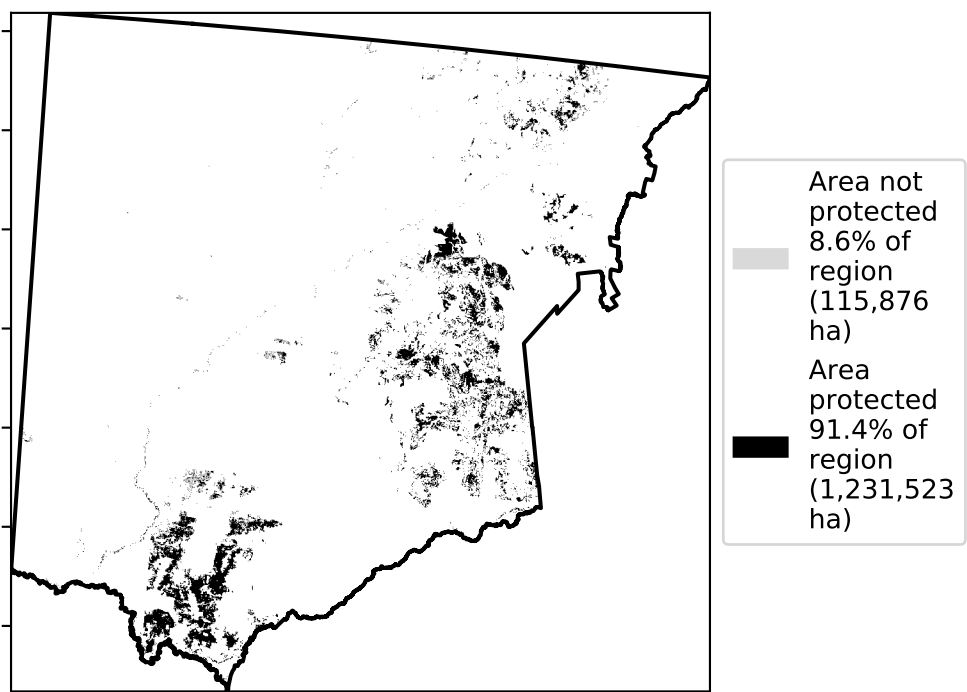 Area not
protected
8.6% of
region
(115,876
ha)
Area
protected
91.4% of
region
(1,231,523
ha)